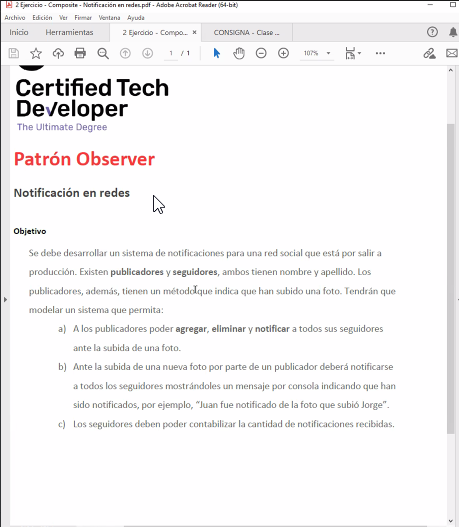 2 Ejercicio - Composite - Notificación en redes.pdf - Adobe Acrobat Reader (64-bit)
Archivo Edición Ver Firmar Ventana Ayuda
Inicio Herramientas 2 Ejercicio - Compo... × CONSIGNA - Clase ...
1 / 1 107%
Certified Tech
Developer
The Ultimate Degree
Patrón Observer
Notificación en redes
Objetivo
Se debe desarrollar un sistema de notificaciones para una red social que está por salir a
producción. Existen publicadores y seguidores, ambos tienen nombre y apellido. Los
publicadores, además, tienen un método que indica que han subido una foto. Tendrán que
modelar un sistema que permita:
a) A los publicadores poder agregar, eliminar y notificar a todos sus seguidores
ante la subida de una foto.
b) Ante la subida de una nueva foto por parte de un publicador deberá notificarse
a todos los seguidores mostrándoles un mensaje por consola indicando que han
sido notificados, por ejemplo, “Juan fue notificado de la foto que subió Jorge”.
c) Los seguidores deben poder contabilizar la cantidad de notificaciones recibidas.